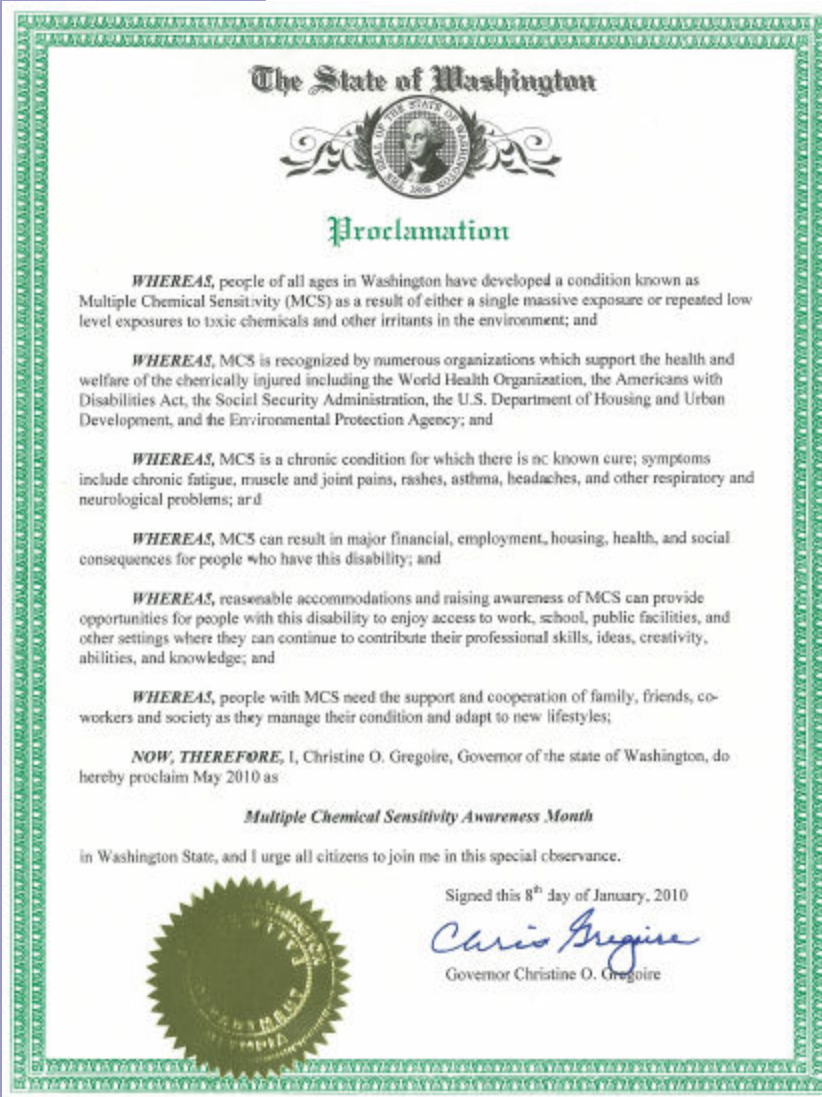 The State of Washington
THE SEAL OF THE STATE OF WASHINGTON
1889
Proclamation
WHEREAS, people of all ages in Washington have developed a condition known as
Multiple Chemical Sensitivity (MCS) as a result of either a single massive exposure or repeated low
level exposures to toxic chemicals and other irritants in the environment; and
WHEREAS, MCS is recognized by numerous organizations which support the health and
welfare of the chemically injured including the World Health Organization, the Americans with
Disabilities Act, the Social Security Administration, the U.S. Department of Housing and Urban
Development, and the Environmental Protection Agency; and
WHEREAS, MCS is a chronic condition for which there is no known cure; symptoms
include chronic fatigue, muscle and joint pains, rashes, asthma, headaches, and other respiratory and
neurological problems; and
WHEREAS, MCS can result in major financial, employment, housing, health, and social
consequences for people who have this disability; and
WHEREAS, reasonable accommodations and raising awareness of MCS can provide
opportunities for people with this disability to enjoy access to work, school, public facilities, and
other settings where they can continue to contribute their professional skills, ideas, creativity,
abilities, and knowledge; and
WHEREAS, people with MCS need the support and cooperation of family, friends, co-
workers and society as they manage their condition and adapt to new lifestyles;
NOW, THEREFORE, I, Christine O. Gregoire, Governor of the state of Washington, do
hereby proclaim May 2010 as
Multiple Chemical Sensitivity Awareness Month
in Washington State, and I urge all citizens to join me in this special observance.
Signed this 8th day of January, 2010
Chris Gregoire
Governor Christine O. Gregoire